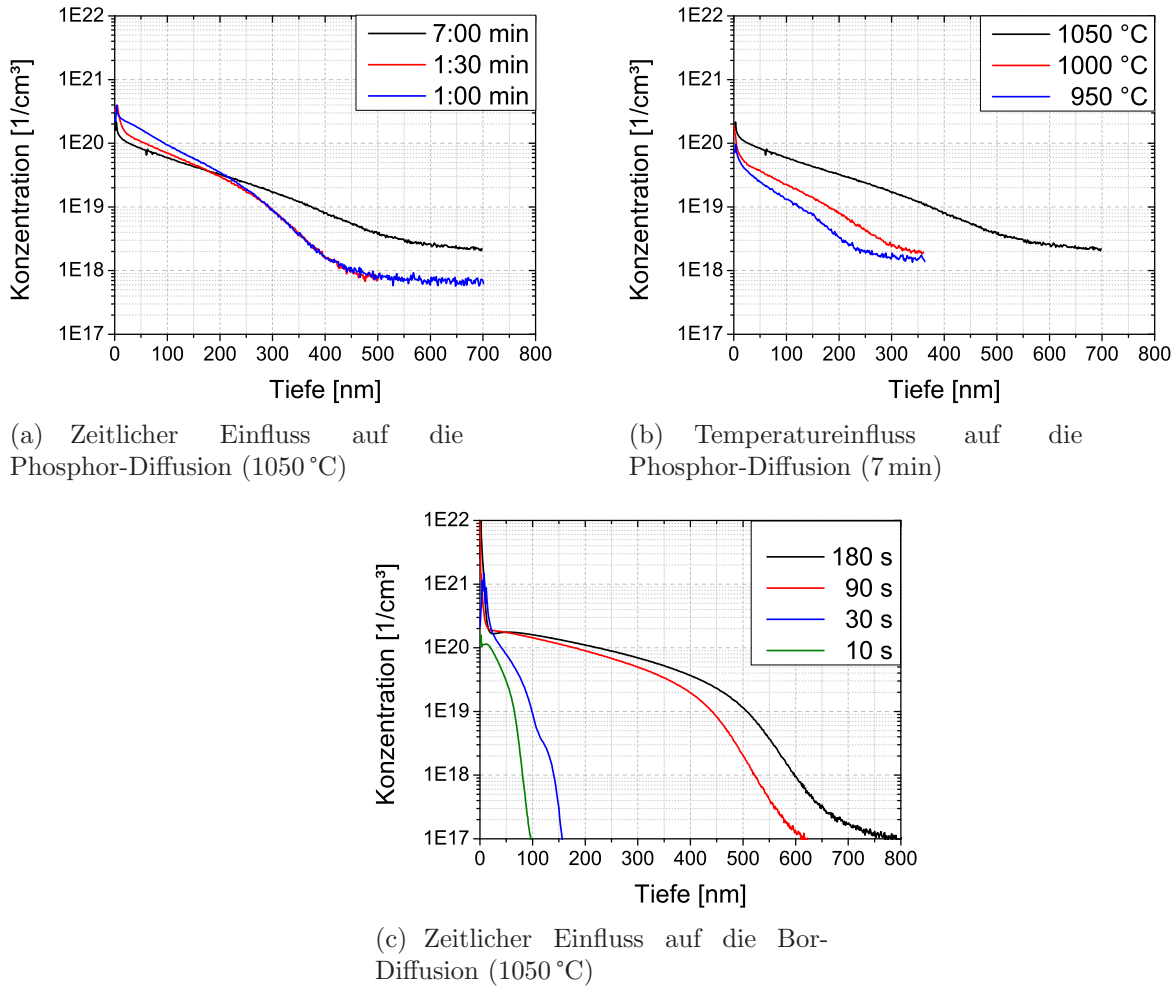 1E22
1E21
1E20
1E19
1E18
1E17
Konzentration [1/cm³]
7:00 min
1:30 min
1:00 min
0 100 200 300 400 500 600 700 800
Tiefe [nm]
(a) Zeitlicher Einfluss auf die
Phosphor-Diffusion (1050 °C)
1E22
1E21
1E20
1E19
1E18
1E17
Konzentration [1/cm³]
1050 °C
1000 °C
950 °C
0 100 200 300 400 500 600 700 800
Tiefe [nm]
(b) Temperatureinfluss auf die
Phosphor-Diffusion (7 min)
1E22
1E21
1E20
1E19
1E18
1E17
Konzentration [1/cm³]
180 s
90 s
30 s
10 s
0 100 200 300 400 500 600 700 800
Tiefe [nm]
(c) Zeitlicher Einfluss auf die Bor-
Diffusion (1050 °C)